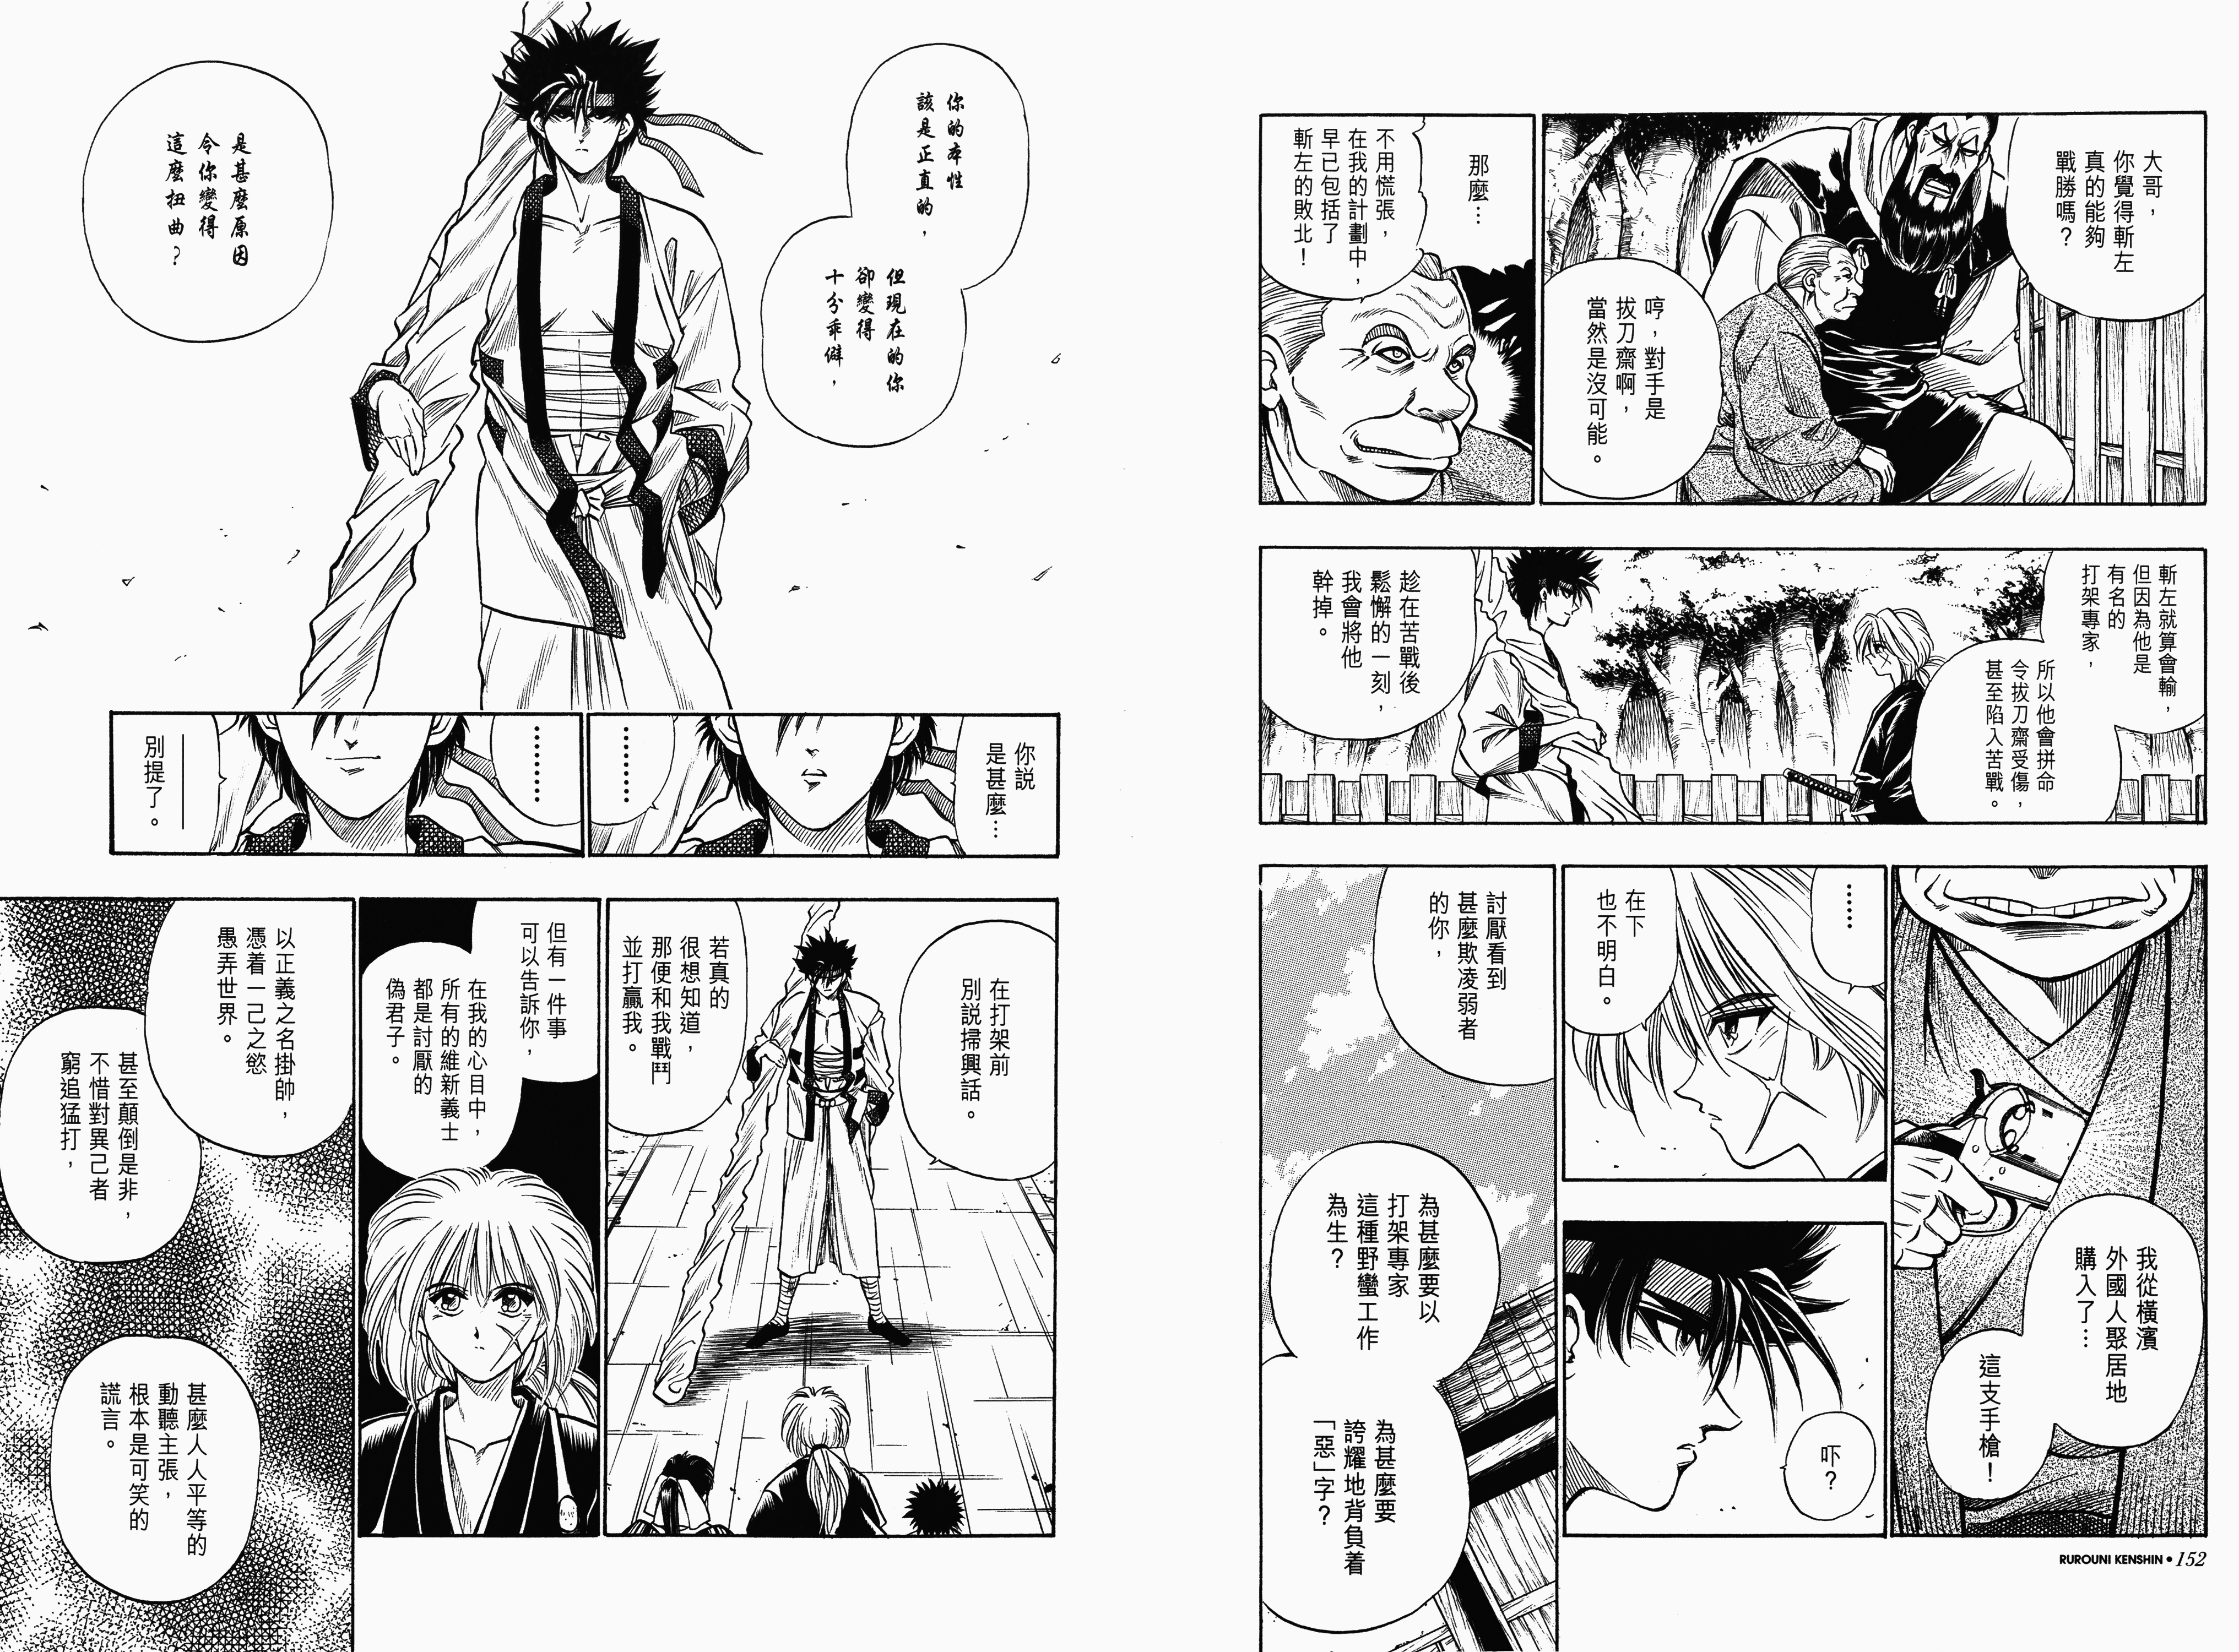 大哥，
你覺得斬左
真的能夠
戰勝嗎？
哼，對手是
拔刀齋啊，
當然是沒可能。
那麼…
不用慌張，
在我的計劃中，
早已包括了
斬左的敗北！
斬左就算會輸，
但因為他是
有名的
打架專家，
所以他會拼命
令拔刀齋受傷，
甚至陷入苦戰。
趁在苦戰後
鬆懈的一刻，
我會將他
幹掉。
我從橫濱
外國人聚居地
購入了…
這支手槍！
……
在下
也不明白。
吓？
討厭看到
甚麼欺凌弱者
的你，
為甚麼要以
打架專家
這種野蠻工作
為生？
為甚麼要
誇耀地背負着
「惡」字？
RUROUNI KENSHIN • 152
你的本性
該是正直的，
但現在的你
卻變得
十分乖僻，
是甚麼原因
令你變得
這麼扭曲？
你説
是甚麼…
………
………
——
別提了。
在打架前
別説掃興話。
若真的
很想知道，
那便和我戰鬥
並打贏我。
但有一件事
可以告訴你，
在我的心目中，
所有的維新義士
都是討厭的
偽君子。
以正義之名掛帥，
憑着一己之慾
愚弄世界。
甚至顛倒是非，
不惜對異己者
窮追猛打，
甚麼人人平等的
動聽主張，
根本是可笑的
謊言。